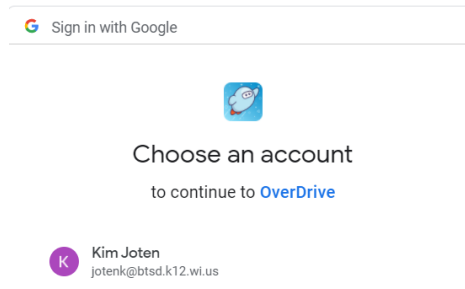 Sign in with Google
Choose an account
to continue to OverDrive
K
Kim Joten
jotenk@btsd.k12.wi.us